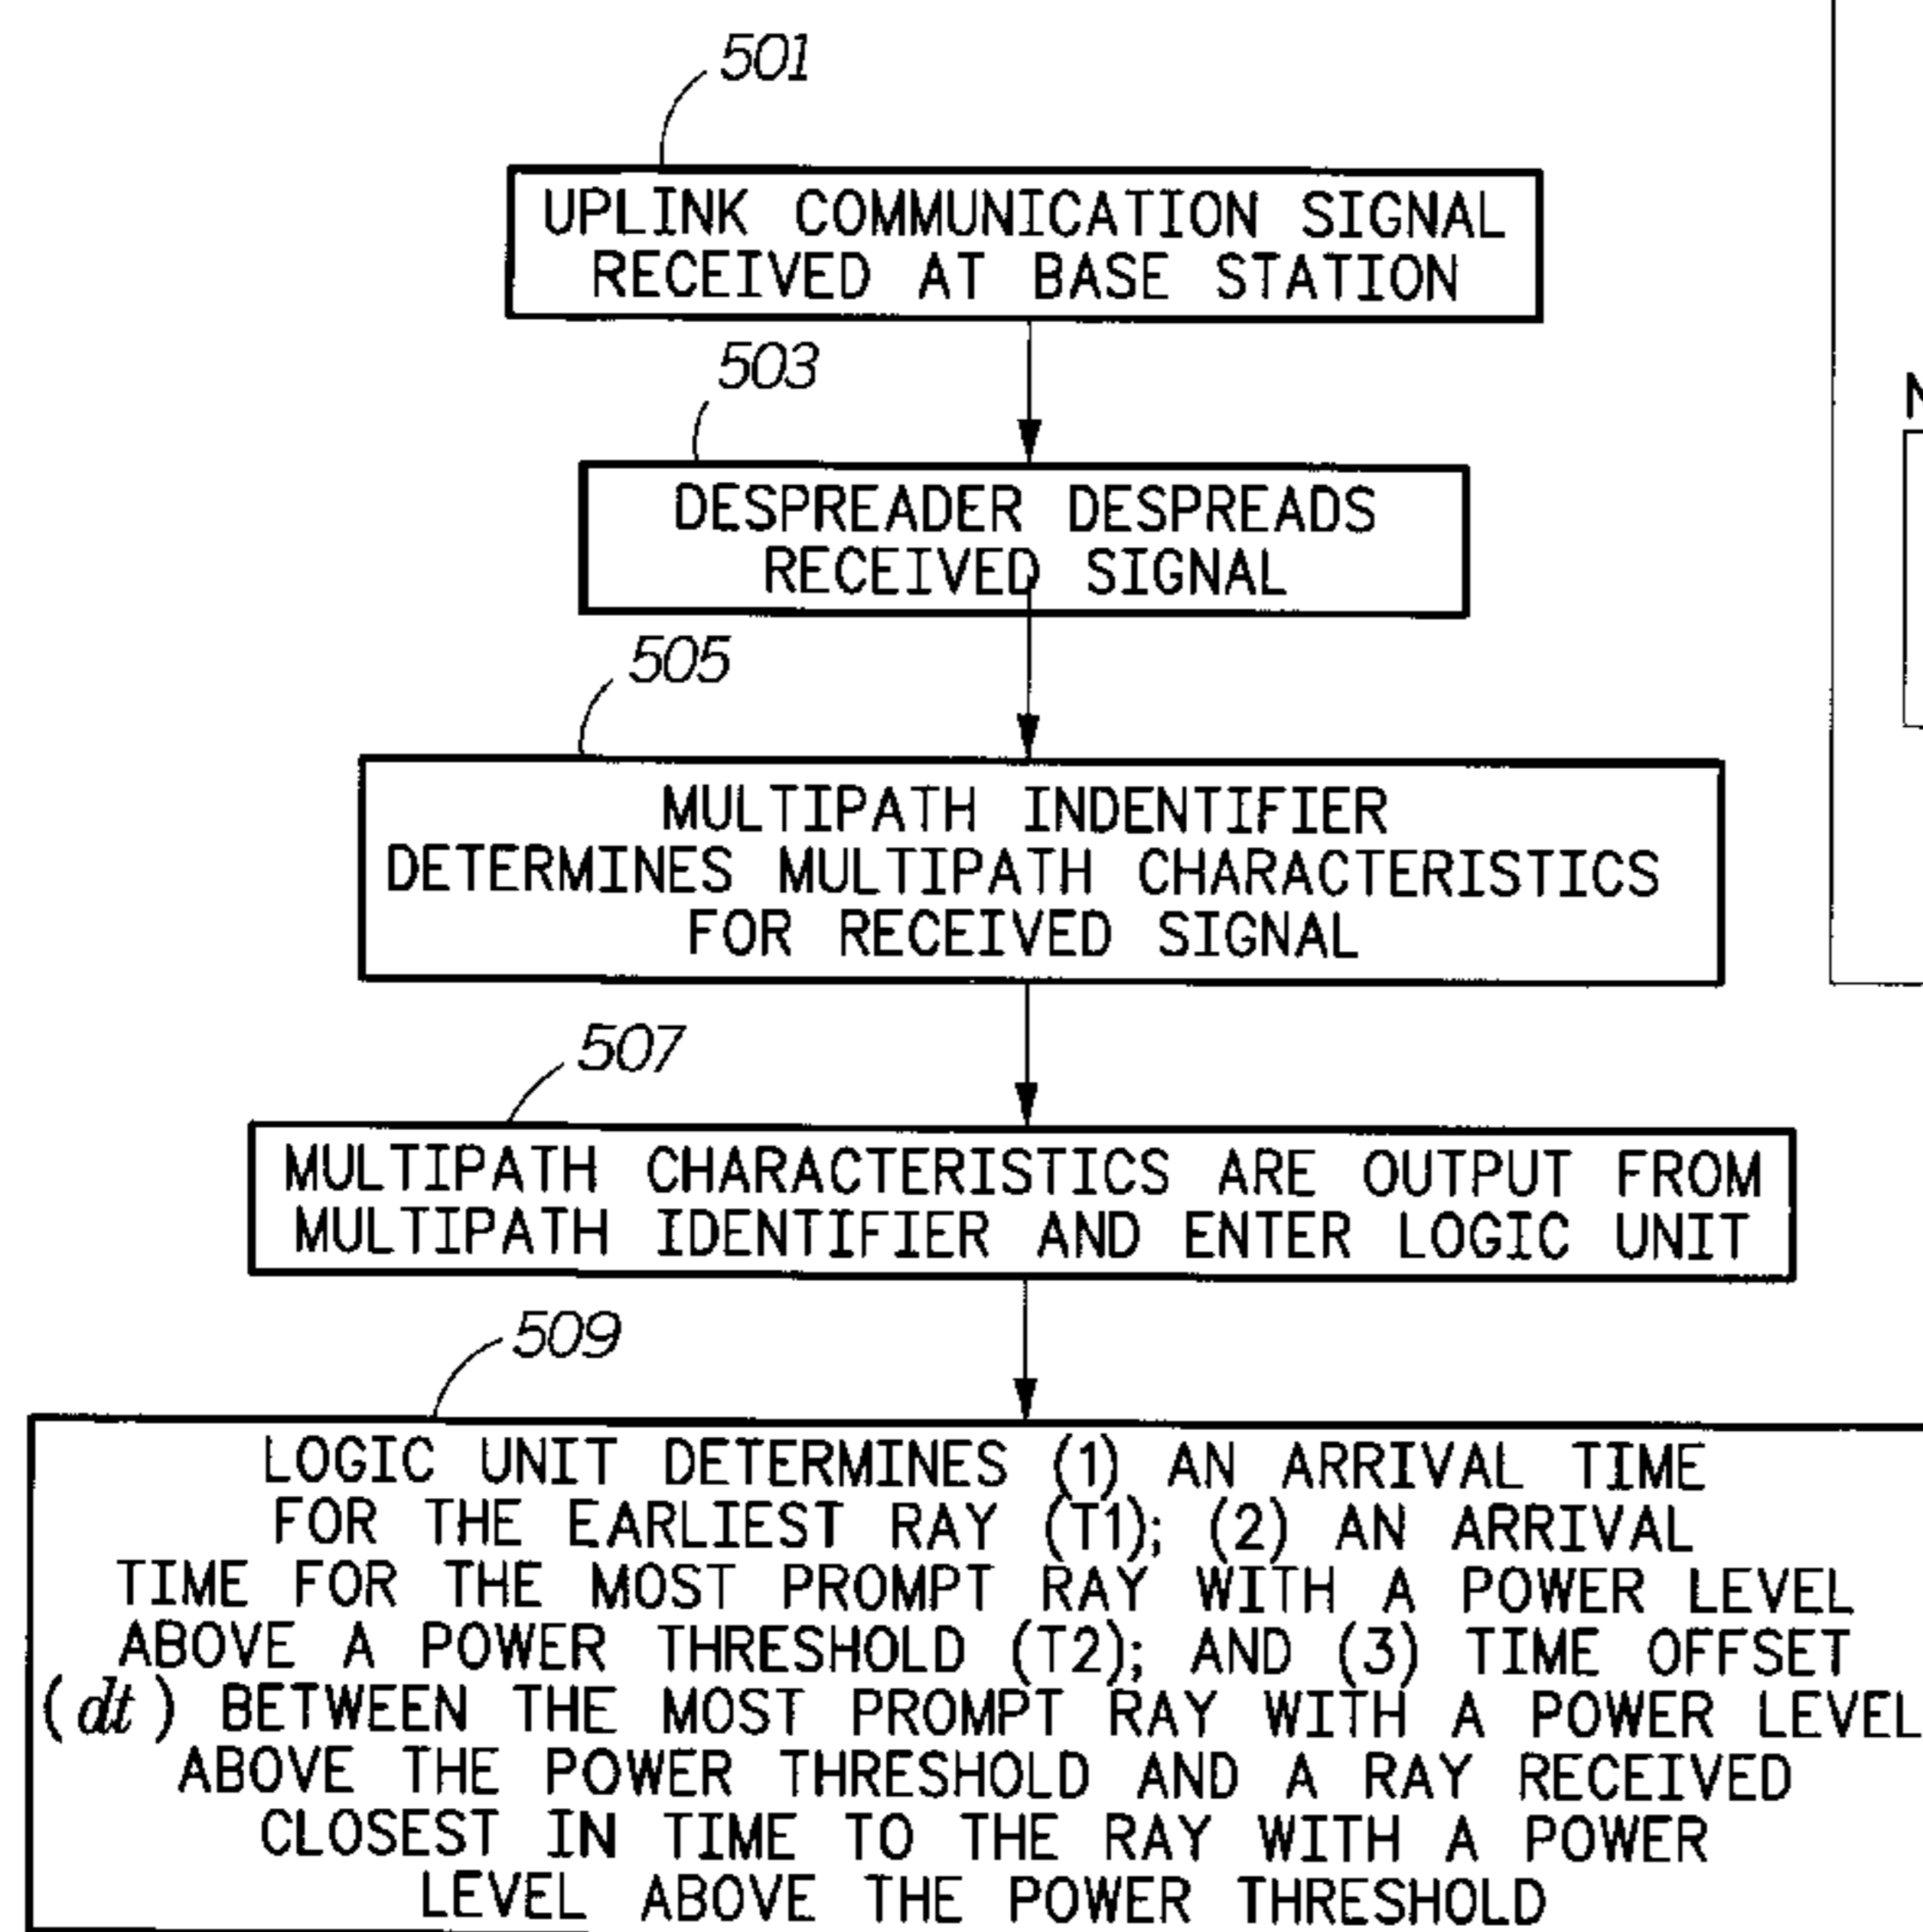 501
UPLINK COMMUNICATION SIGNAL
RECEIVED AT BASE STATION
503
DESPREADER DESPREADS
RECEIVED SIGNAL
505
MULTIPATH INDENTIFIER
DETERMINES MULTIPATH CHARACTERISTICS
FOR RECEIVED SIGNAL
507
MULTIPATH CHARACTERISTICS ARE OUTPUT FROM
MULTIPATH IDENTIFIER AND ENTER LOGIC UNIT
509
LOGIC UNIT DETERMINES (1) AN ARRIVAL TIME
FOR THE EARLIEST RAY (T1); (2) AN ARRIVAL
TIME FOR THE MOST PROMPT RAY WITH A POWER LEVEL
ABOVE A POWER THRESHOLD (T2); AND (3) TIME OFFSET
(dt) BETWEEN THE MOST PROMPT RAY WITH A POWER LEVEL
ABOVE THE POWER THRESHOLD AND A RAY RECEIVED
CLOSEST IN TIME TO THE RAY WITH A POWER
LEVEL ABOVE THE POWER THRESHOLD